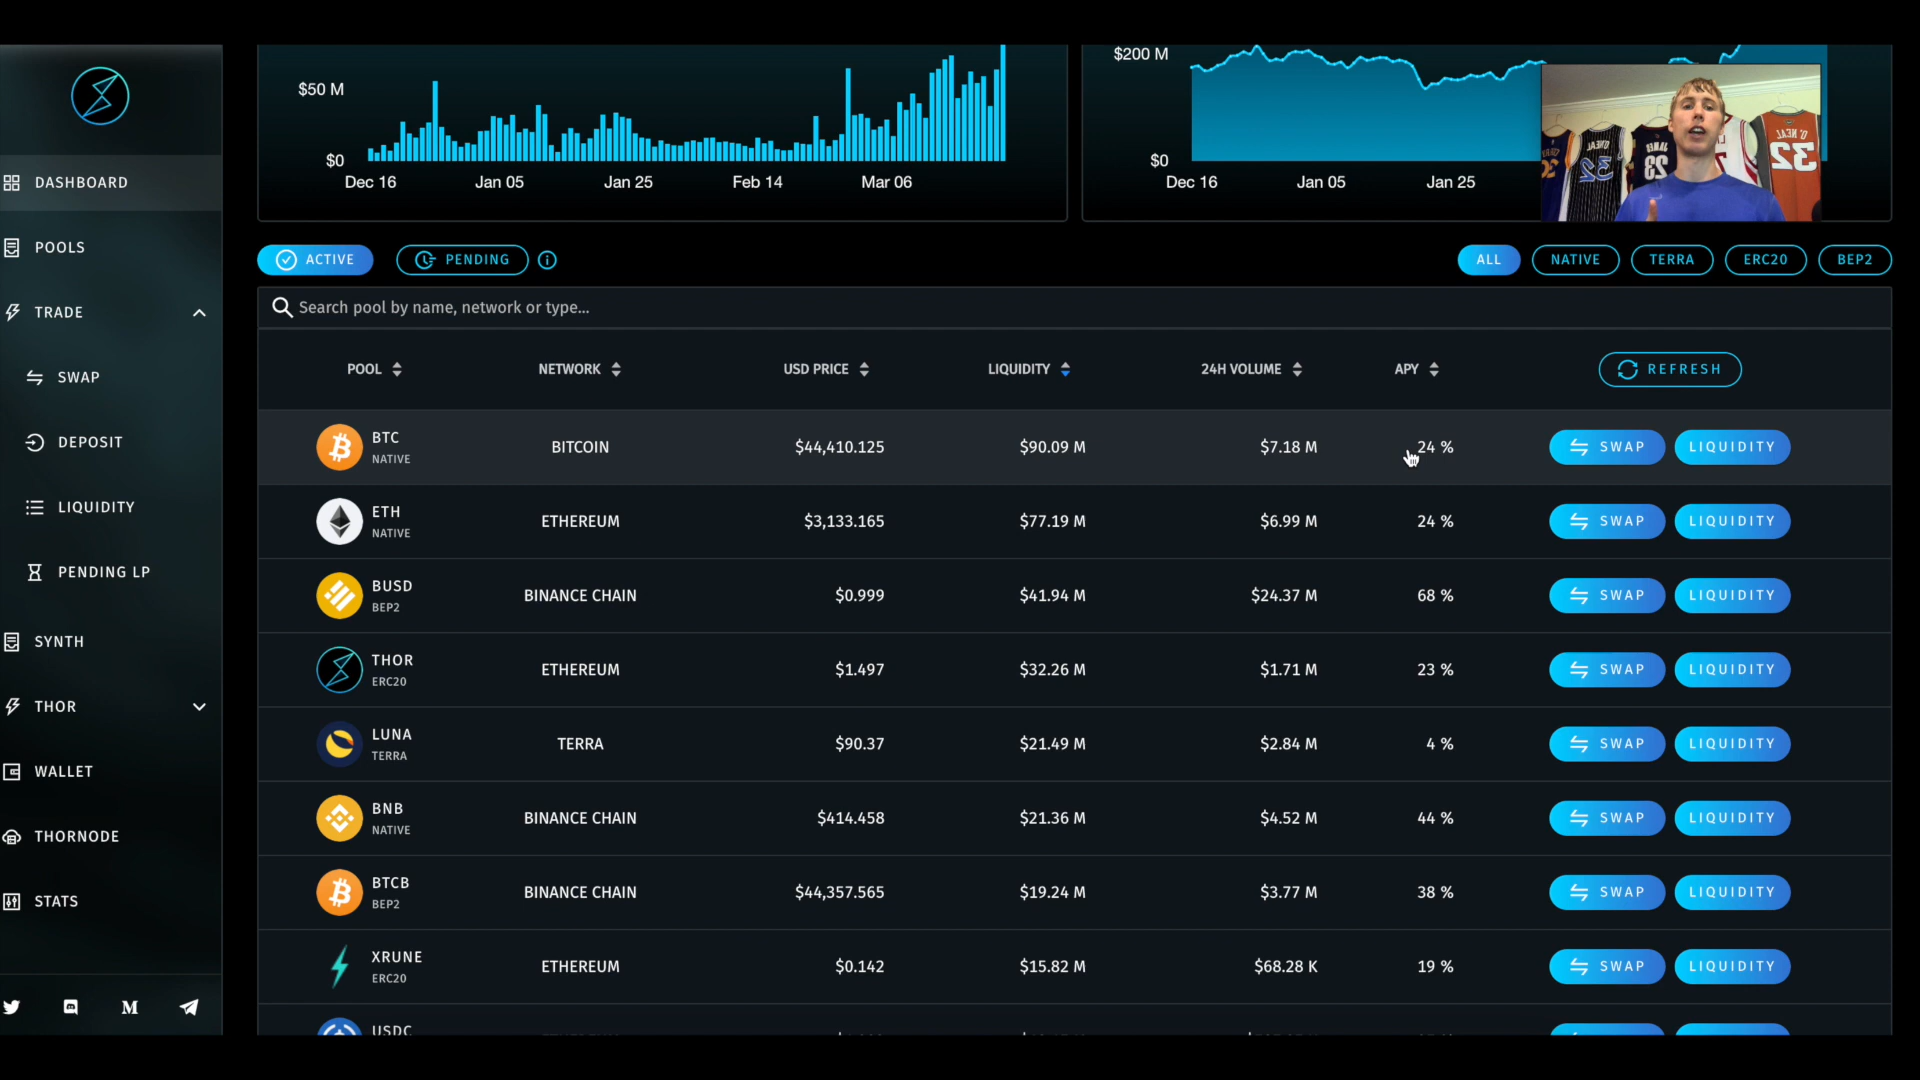 $50 M
$0
Dec 16 Jan 05 Jan 25 Feb 14 Mar 06
$200 M
$0
Dec 16 Jan 05 Jan 25
DASHBOARD
POOLS
TRADE
SWAP
DEPOSIT
LIQUIDITY
PENDING LP
SYNTH
THOR
WALLET
THORNODE
STATS
M
O'NEAL
32
JAMES
23
O'NEAL
32
ACTIVE PENDING
ALL NATIVE TERRA ERC20 BEP2
Search pool by name, network or type...
POOL NETWORK USD PRICE LIQUIDITY 24H VOLUME APY REFRESH
BTC
NATIVE
BITCOIN $44,410.125 $90.09 M $7.18 M 24 % SWAP LIQUIDITY
ETH
NATIVE
ETHEREUM $3,133.165 $77.19 M $6.99 M 24 % SWAP LIQUIDITY
BUSD
BEP2
BINANCE CHAIN $0.999 $41.94 M $24.37 M 68 % SWAP LIQUIDITY
THOR
ERC20
ETHEREUM $1.497 $32.26 M $1.71 M 23 % SWAP LIQUIDITY
LUNA
TERRA
TERRA $90.37 $21.49 M $2.84 M 4 % SWAP LIQUIDITY
BNB
NATIVE
BINANCE CHAIN $414.458 $21.36 M $4.52 M 44 % SWAP LIQUIDITY
BTCB
BEP2
BINANCE CHAIN $44,357.565 $19.24 M $3.77 M 38 % SWAP LIQUIDITY
XRUNE
ERC20
ETHEREUM $0.142 $15.82 M $68.28 K 19 % SWAP LIQUIDITY
USDC